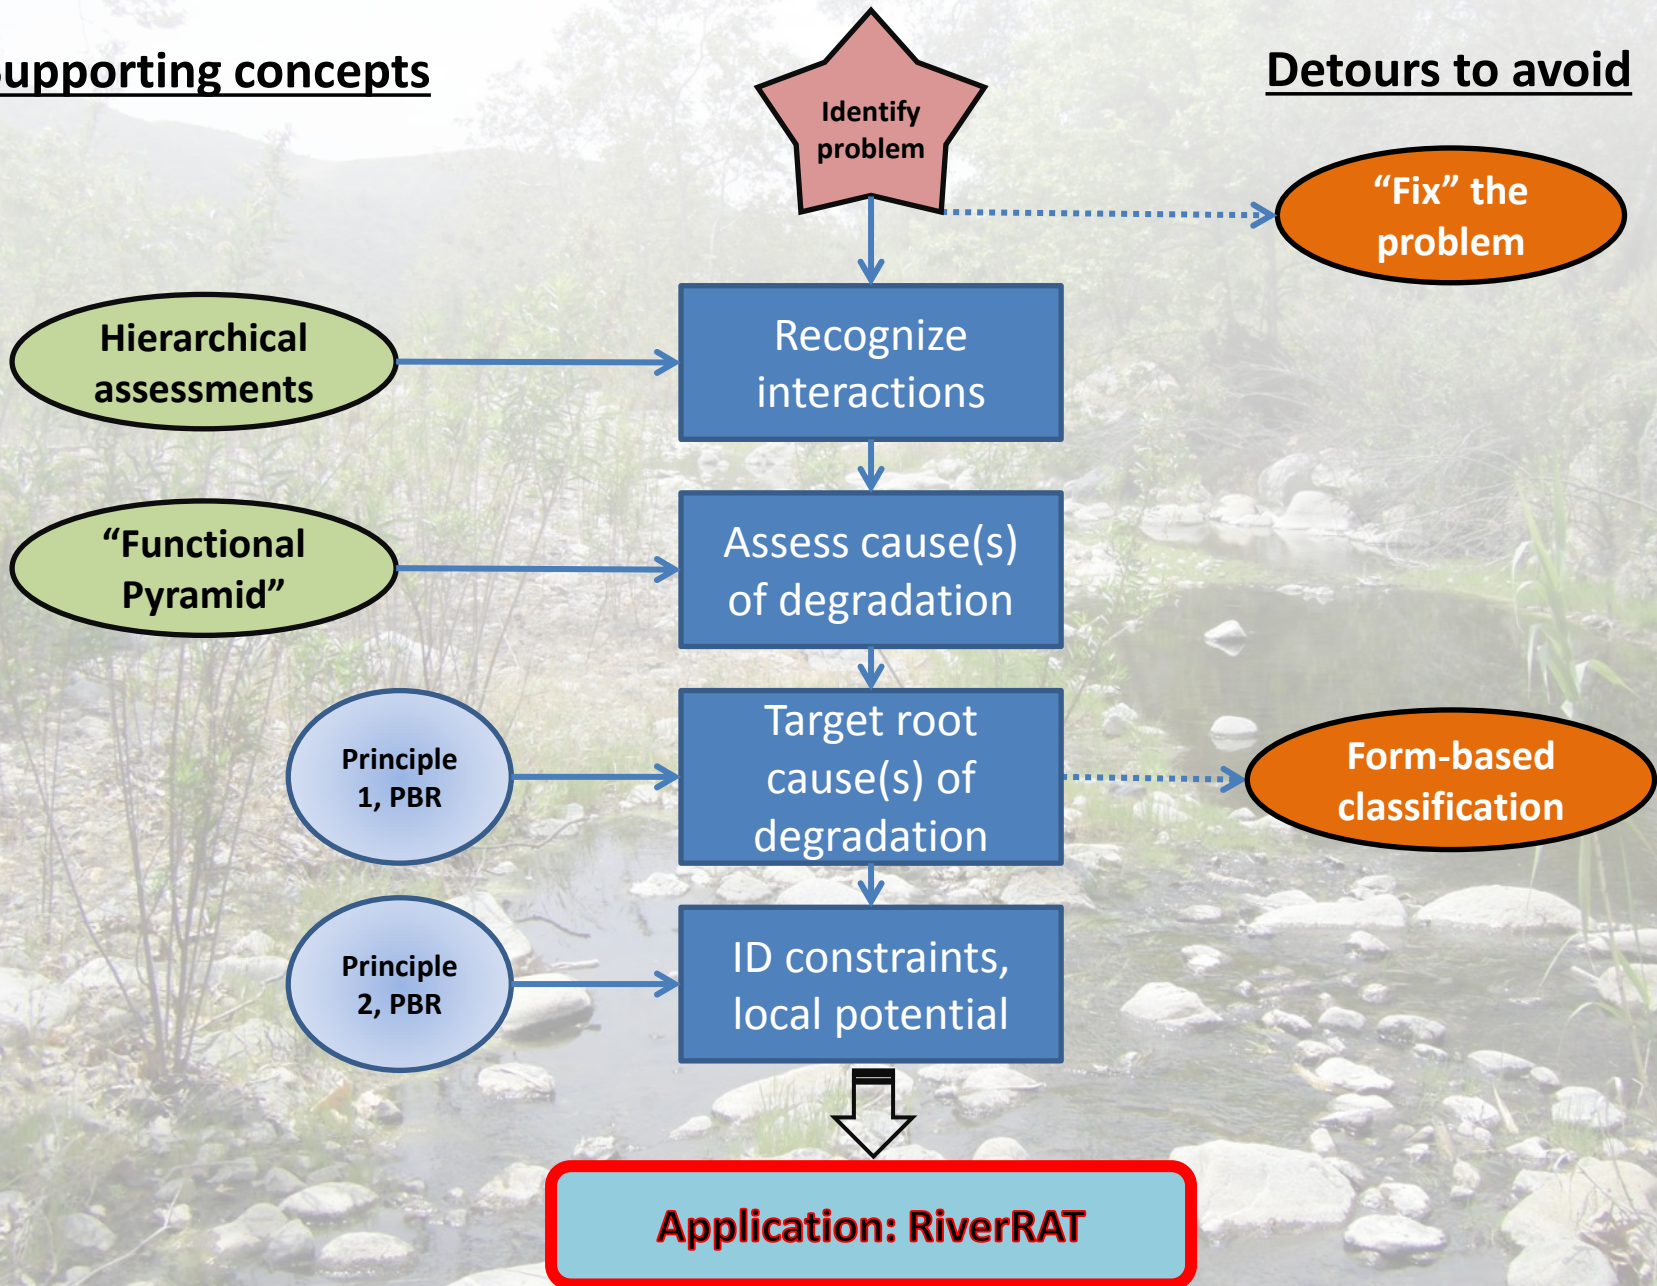 upporting concepts
Detours to avoid
Identify
problem
“Fix” the
problem
Hierarchical
assessments
Recognize
interactions
“Functional
Pyramid”
Assess cause(s)
of degradation
Principle
1, PBR
Target root
cause(s) of
degradation
Form-based
classification
Principle
2, PBR
ID constraints,
local potential
Application: RiverRAT